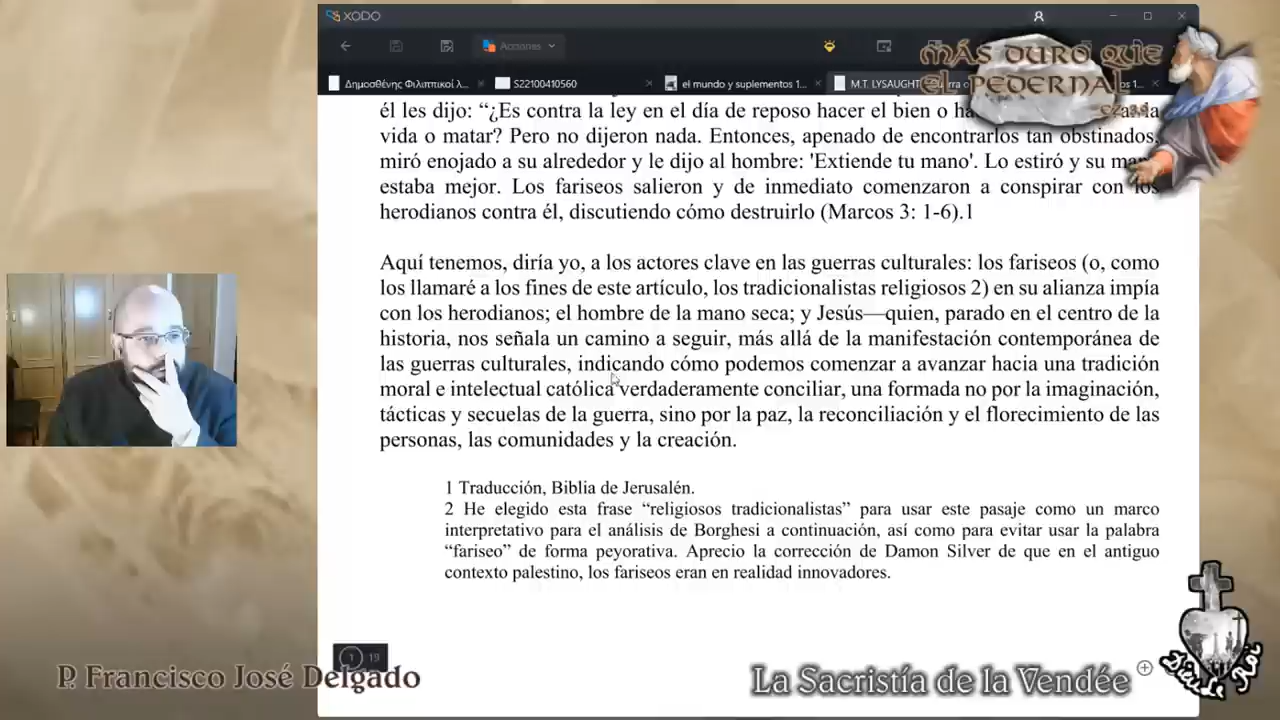 XODO
Acciones
Δημοσθένης Φιλιππικοί λ...
S22100410560
el mundo y suplementos 1...
M.T. LYSAUGHT
MÁS DURO QUE
EL PEDERNAL
él les dijo: “¿Es contra la ley en el día de reposo hacer el bien o
vida o matar? Pero no dijeron nada. Entonces, apenado de encontrarlos tan obstinados,
miró enojado a su alrededor y le dijo al hombre: 'Extiende tu mano'. Lo estiró y su
estaba mejor. Los fariseos salieron y de inmediato comenzaron a conspirar con los
herodianos contra él, discutiendo cómo destruirlo (Marcos 3: 1-6).1
Aquí tenemos, diría yo, a los actores clave en las guerras culturales: los fariseos (o, como
los llamaré a los fines de este artículo, los tradicionalistas religiosos 2) en su alianza impía
con los herodianos; el hombre de la mano seca; y Jesús—quien, parado en el centro de la
historia, nos señala un camino a seguir, más allá de la manifestación contemporánea de
las guerras culturales, indicando cómo podemos comenzar a avanzar hacia una tradición
moral e intelectual católica verdaderamente conciliar, una formada no por la imaginación,
tácticas y secuelas de la guerra, sino por la paz, la reconciliación y el florecimiento de las
personas, las comunidades y la creación.
1 Traducción, Biblia de Jerusalén.
2 He elegido esta frase “religiosos tradicionalistas” para usar este pasaje como un marco
interpretativo para el análisis de Borghesi a continuación, así como para evitar usar la palabra
“fariseo” de forma peyorativa. Aprecio la corrección de Damon Silver de que en el antiguo
contexto palestino, los fariseos eran en realidad innovadores.
1 19
P. Francisco José Delgado
La Sacristía de la Vendée